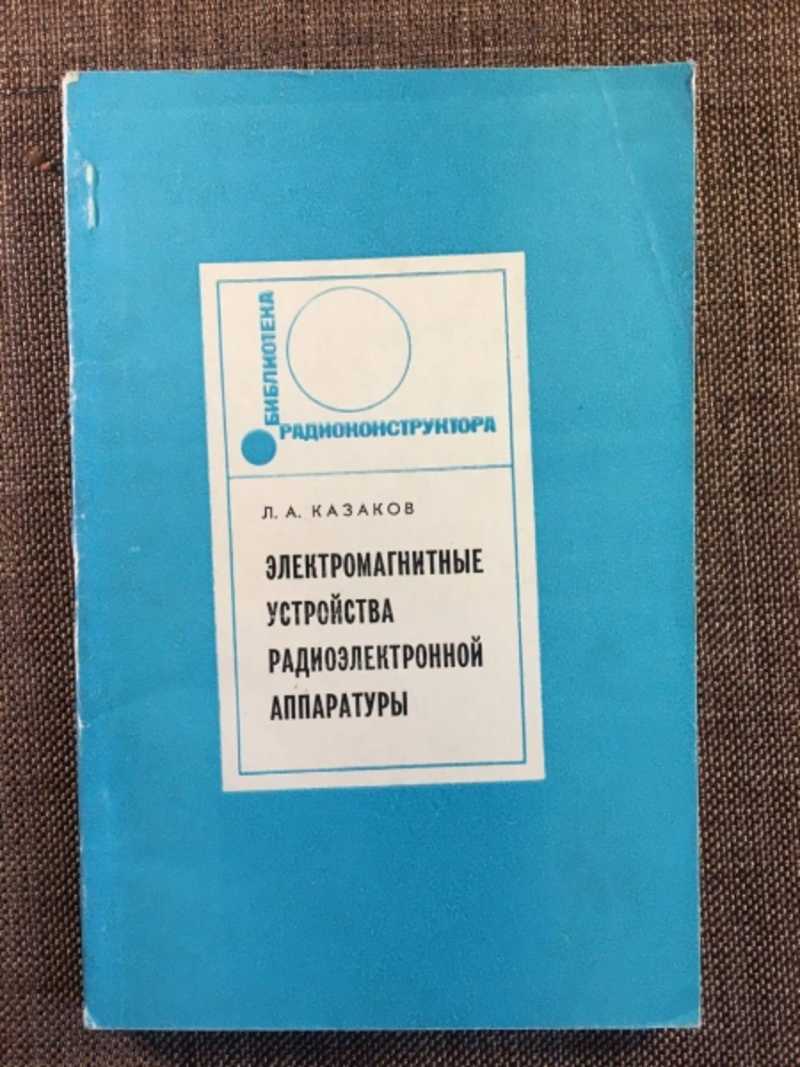 БИБЛИОТЕКА
РАДИОКОНСТРУКТОРА
Л. А. КАЗАКОВ
ЭЛЕКТРОМАГНИТНЫЕ
УСТРОЙСТВА
РАДИОЭЛЕКТРОННОЙ
АППАРАТУРЫ